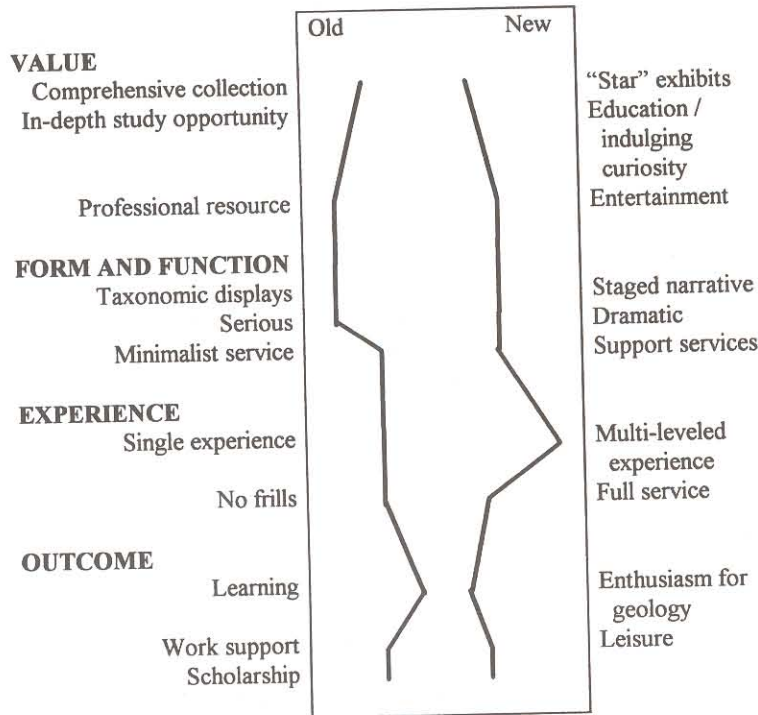 Old New
VALUE
Comprehensive collection
In-depth study opportunity
Professional resource
FORM AND FUNCTION
Taxonomic displays
Serious
Minimalist service
EXPERIENCE
Single experience
No frills
OUTCOME
Learning
Work support
Scholarship
“Star” exhibits
Education /
indulging
curiosity
Entertainment
Staged narrative
Dramatic
Support services
Multi-leveled
experience
Full service
Enthusiasm for
geology
Leisure